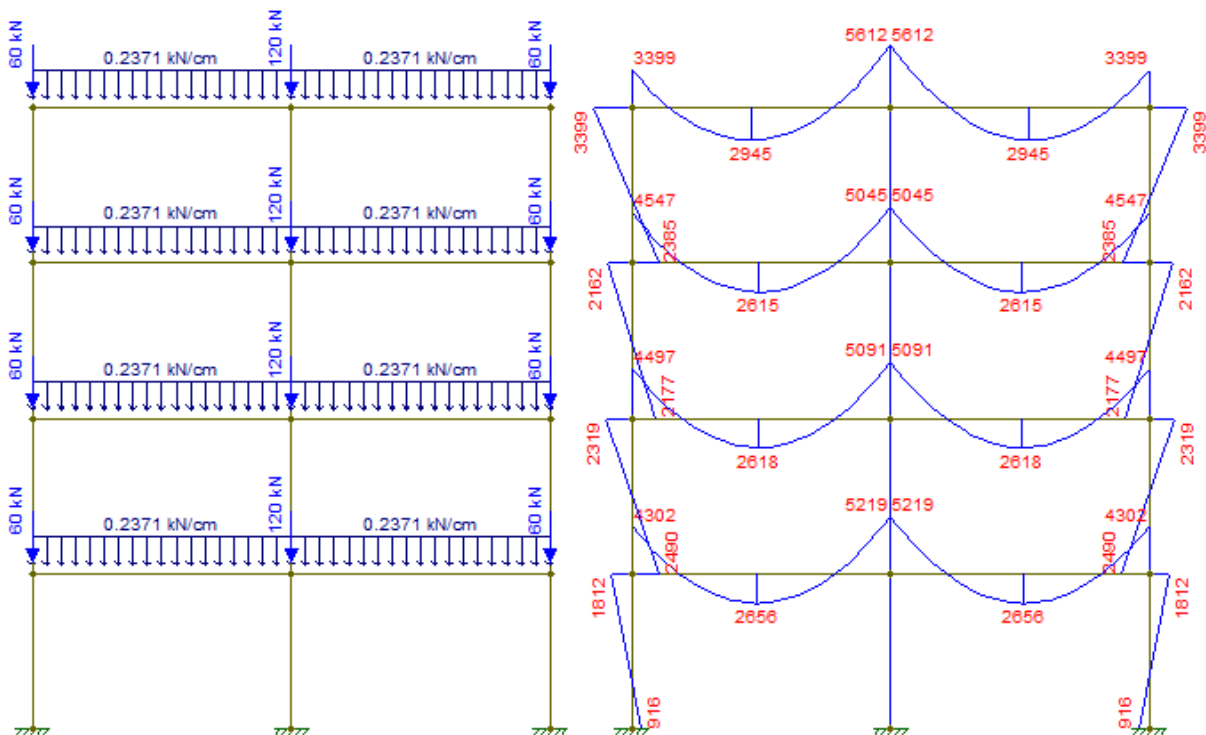 60 kN
0.2371 kN/cm
120 kN
0.2371 kN/cm
60 kN
60 kN
0.2371 kN/cm
120 kN
0.2371 kN/cm
60 kN
60 kN
0.2371 kN/cm
120 kN
0.2371 kN/cm
60 kN
60 kN
0.2371 kN/cm
120 kN
0.2371 kN/cm
60 kN
5612 5612
3399
3399
3399
3399
2945
2945
4547
5045 5045
4547
2385
2385
2162
2162
2615
2615
4497
5091 5091
4497
2177
2177
2319
2319
2618
2618
4302
5219 5219
4302
2490
2490
1812
1812
2656
2656
916
916